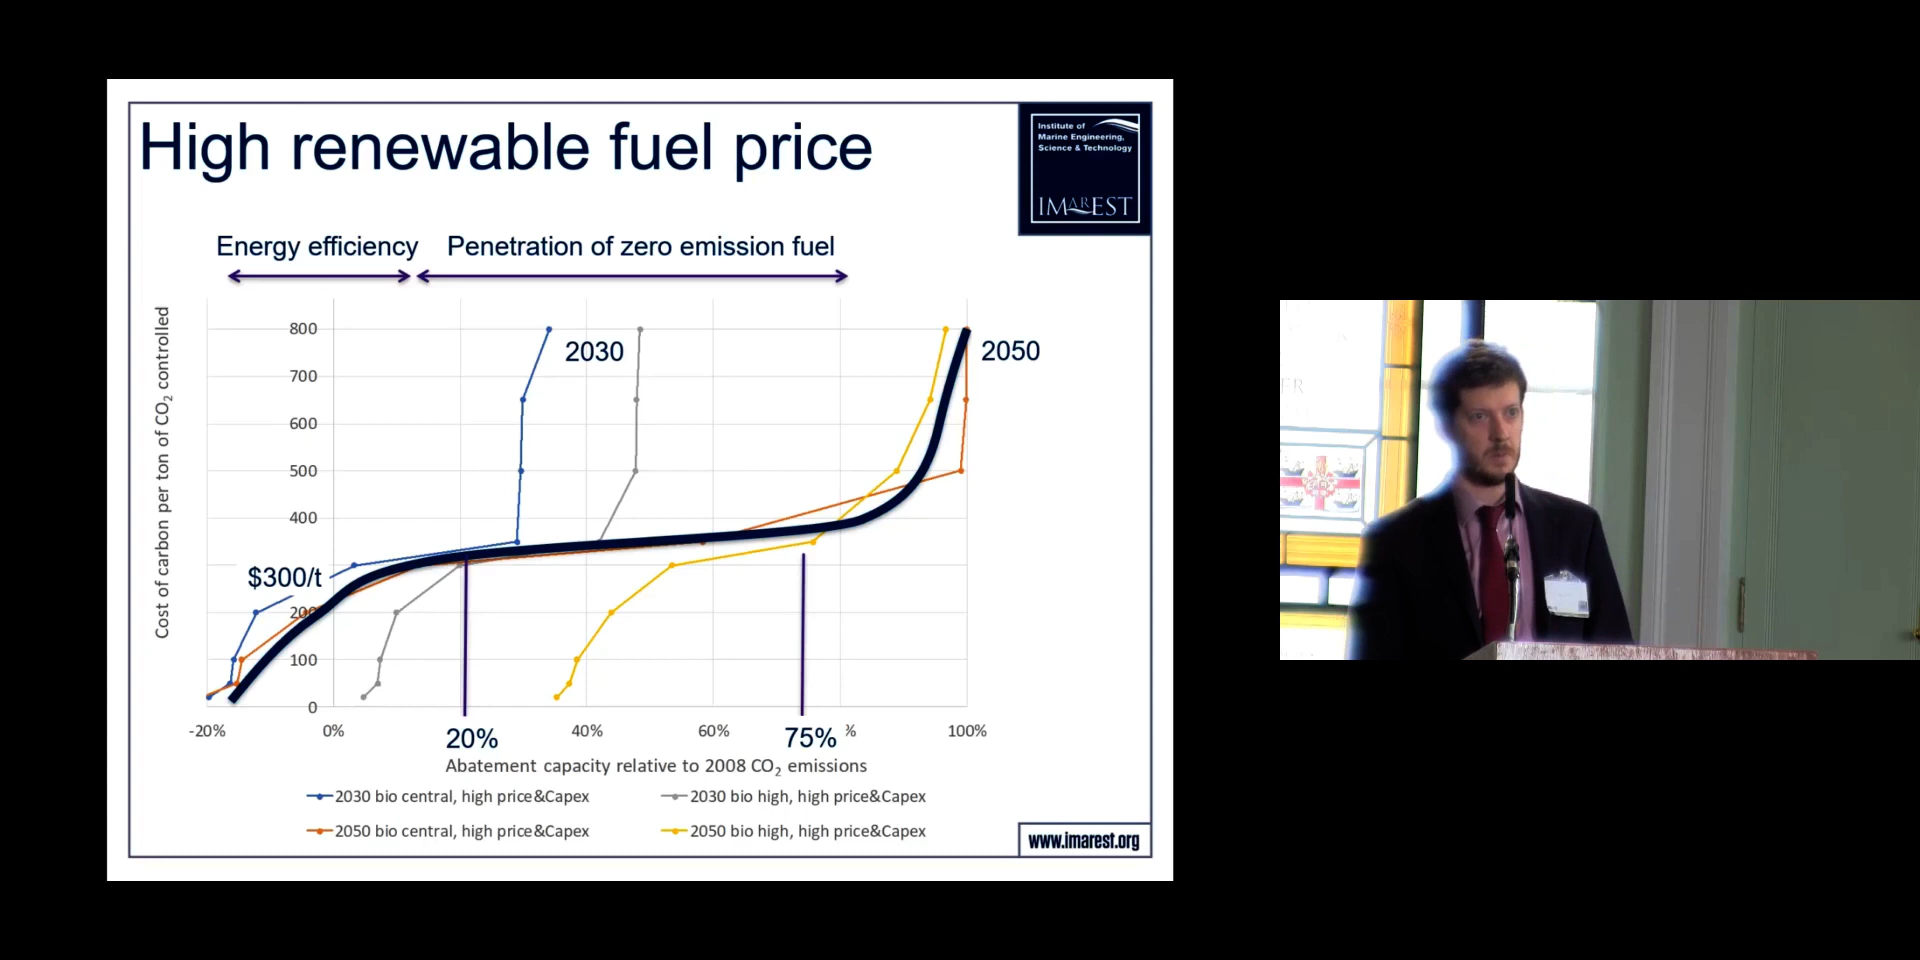 High renewable fuel price
Institute of
Marine Engineering,
Science & Technology
IMarEST
Energy efficiency
Penetration of zero emission fuel
Cost of carbon per ton of CO2 controlled
800
700
600
500
400
$300/t
200
100
0
2030
2050
-20%
0%
20%
40%
60%
75%
%
100%
Abatement capacity relative to 2008 CO2 emissions
2030 bio central, high price&Capex
2030 bio high, high price&Capex
2050 bio central, high price&Capex
2050 bio high, high price&Capex
www.imarest.org